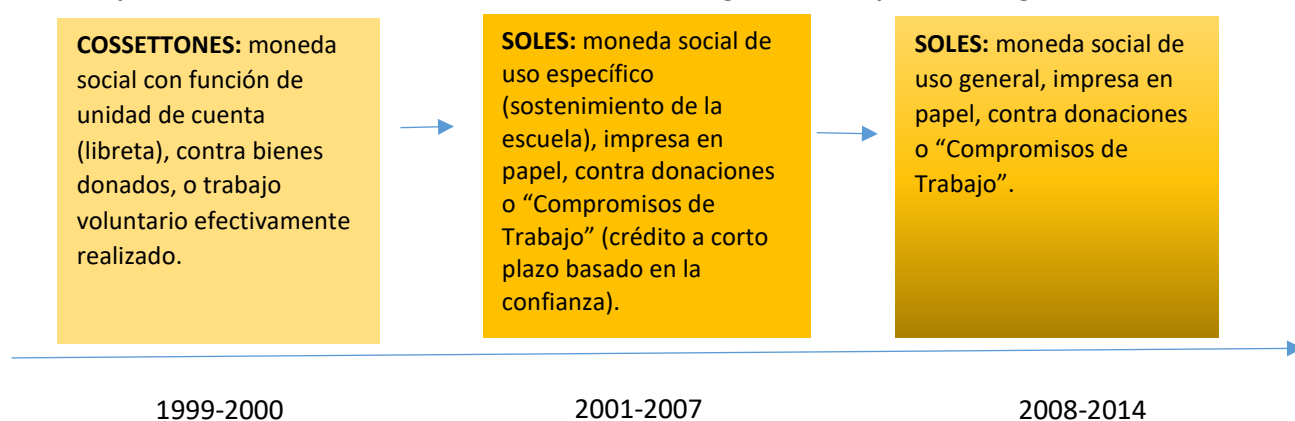 COSSETTONES: moneda
social con función de
unidad de cuenta
(libreta), contra bienes
donados, o trabajo
voluntario efectivamente
realizado.
SOLES: moneda social de
uso específico
(sostenimiento de la
escuela), impresa en
papel, contra donaciones
o “Compromisos de
Trabajo” (crédito a corto
plazo basado en la
confianza).
SOLES: moneda social de
uso general, impresa en
papel, contra donaciones
o “Compromisos de
Trabajo”.
1999-2000
2001-2007
2008-2014